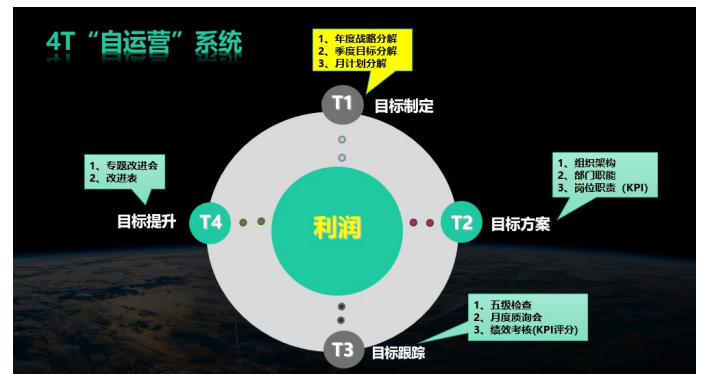 4T“自运营”系统
1、年度战略分解
2、季度目标分解
3、月计划分解
T1
目标制定
1、专题改进会
2、改进表
1、组织架构
2、部门职能
3、岗位职责（KPI）
目标提升
T4
利润
T2
目标方案
1、五级检查
2、月度质询会
3、绩效考核(KPI评分)
T3
目标跟踪